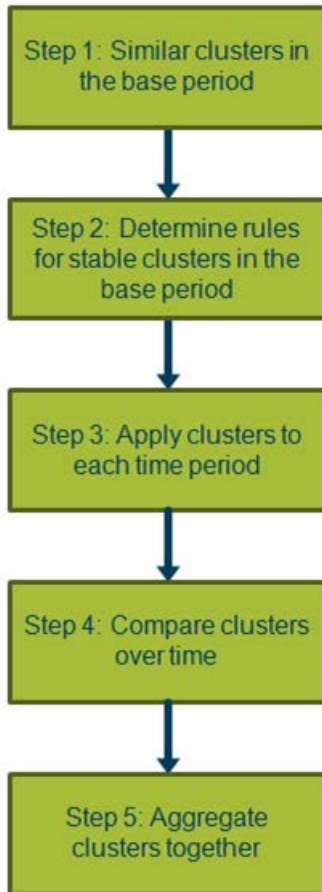 Step 1: Similar clusters in
the base period
Step 2: Determine rules
for stable clusters in the
base period
Step 3: Apply clusters to
each time period
Step 4: Compare clusters
over time
Step 5: Aggregate
clusters together